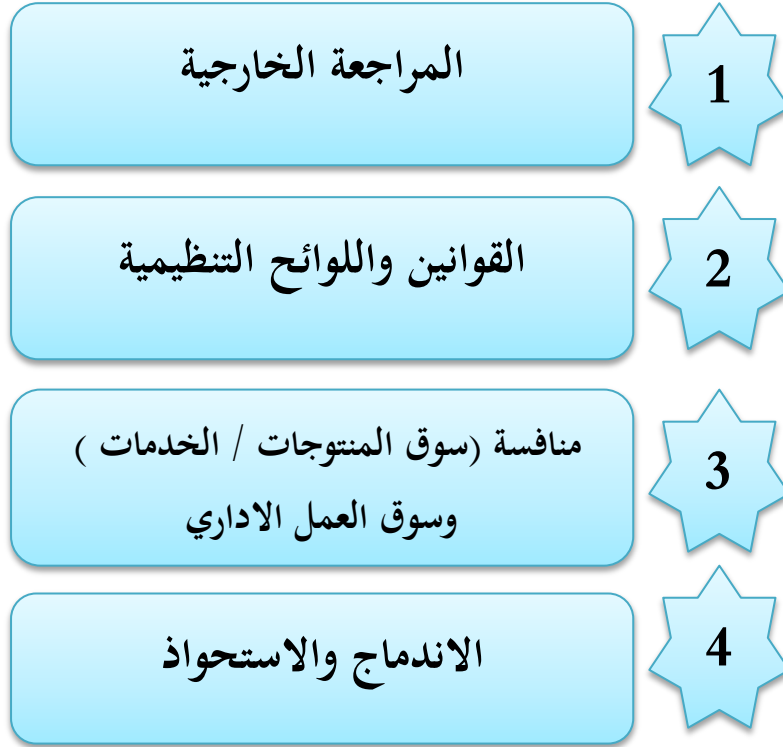 1
المراجعة الخارجية
2
القوانين واللوائح التنظيمية
3
منافسة (سوق المنتوجات / الخدمات )
وسوق العمل الاداري
4
الاندماج والاستحواذ